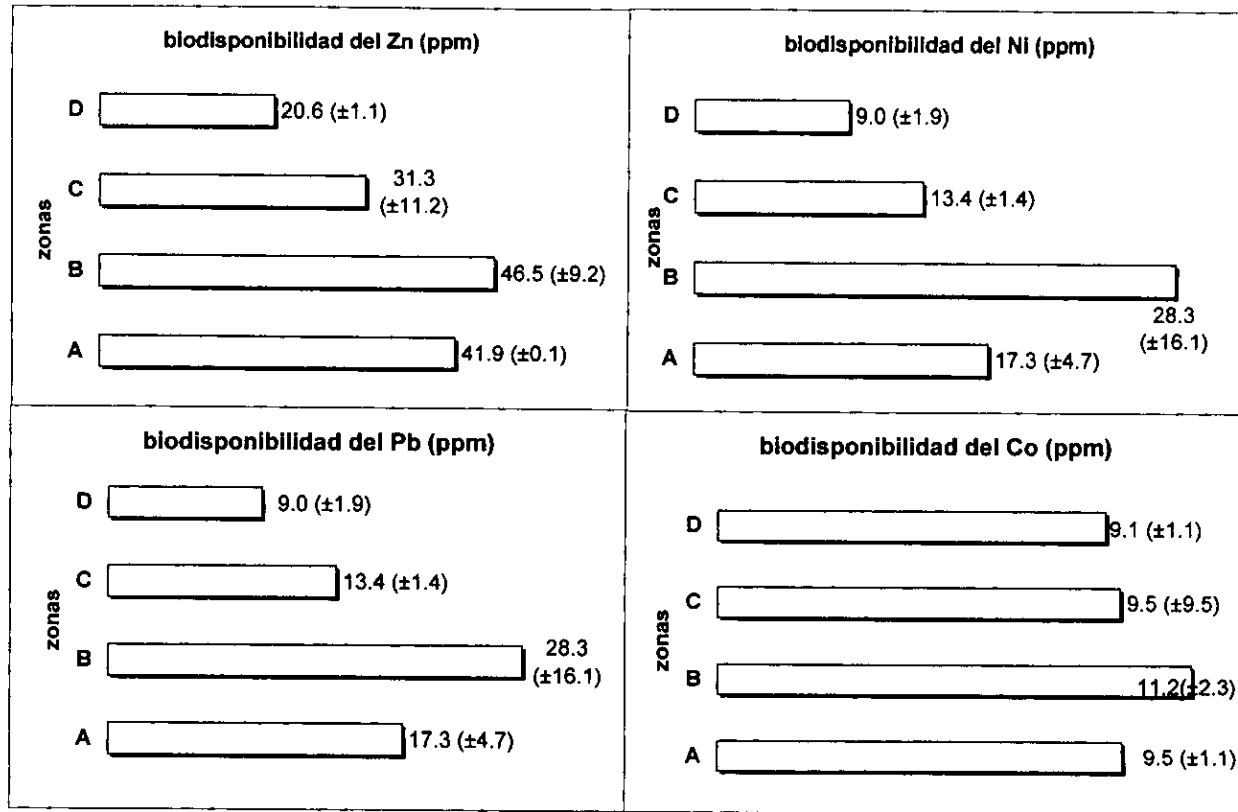 biodisponibilidad del Zn (ppm)
zonas
D
20.6 (±1.1)
C
31.3
(±11.2)
B
46.5 (±9.2)
A
41.9 (±0.1)
biodisponibilidad del Ni (ppm)
zonas
D
9.0 (±1.9)
C
13.4 (±1.4)
B
28.3
(±16.1)
A
17.3 (±4.7)
biodisponibilidad del Pb (ppm)
zonas
D
9.0 (±1.9)
C
13.4 (±1.4)
B
28.3
(±16.1)
A
17.3 (±4.7)
biodisponibilidad del Co (ppm)
zonas
D
9.1 (±1.1)
C
9.5 (±9.5)
B
11.2(±2.3)
A
9.5 (±1.1)